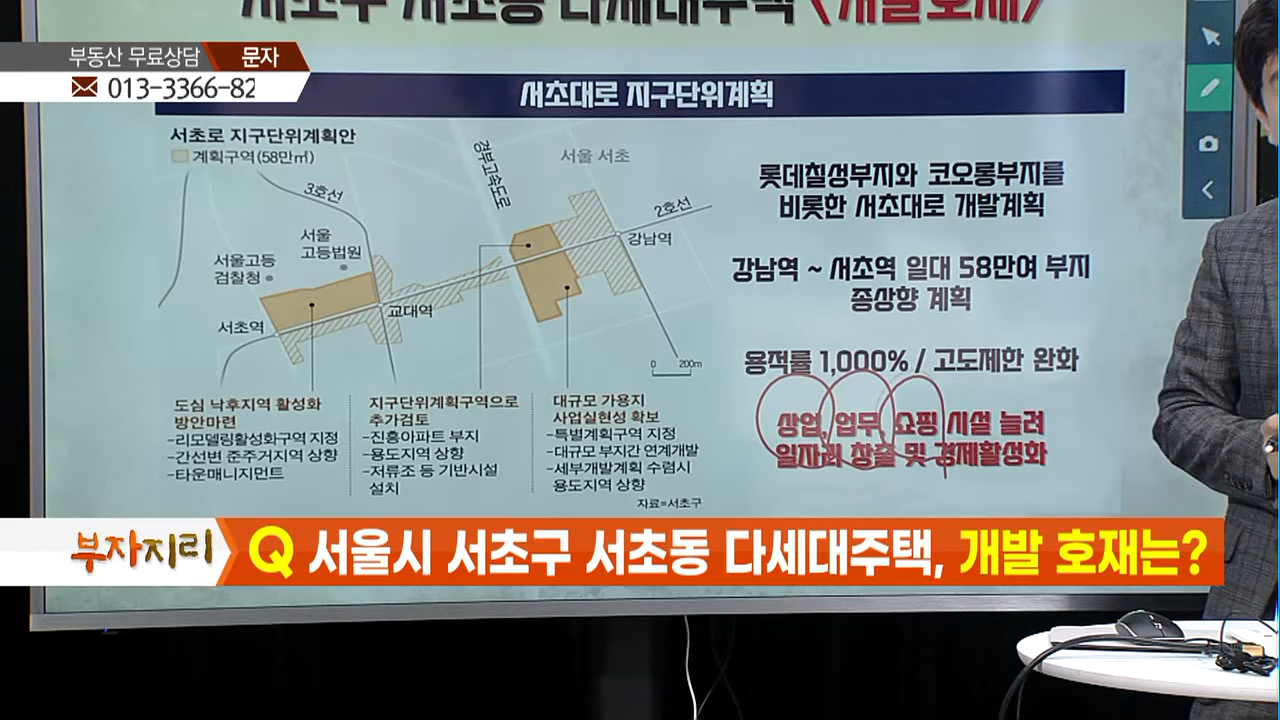 서초구 서초동 다세대주택 <개발호재>
부동산 무료상담 문자
013-3366-82
서초대로 지구단위계획
서초로 지구단위계획안
계획구역(58만㎡)
3호선
경부고속도로
서울 서초
2호선
강남역
서울
고등법원
서울고등
검찰청
교대역
서초역
0 200m
롯데칠성부지와 코오롱부지를
비롯한 서초대로 개발계획
강남역 ~ 서초역 일대 58만여 부지
종상향 계획
용적률 1,000% / 고도제한 완화
상업, 업무, 쇼핑 시설 늘려
일자리 창출 및 경제활성화
도심 낙후지역 활성화
방안마련
-리모델링활성화구역 지정
-간선변 준주거지역 상향
-타운매니지먼트
지구단위계획구역으로
추가검토
-진흥아파트 부지
-용도지역 상향
-저류조 등 기반시설
설치
대규모 가용지
사업실현성 확보
-특별계획구역 지정
-대규모 부지간 연계개발
-세부개발계획 수렴시
용도지역 상향
자료=서초구
부자지리
Q 서울시 서초구 서초동 다세대주택, 개발 호재는?